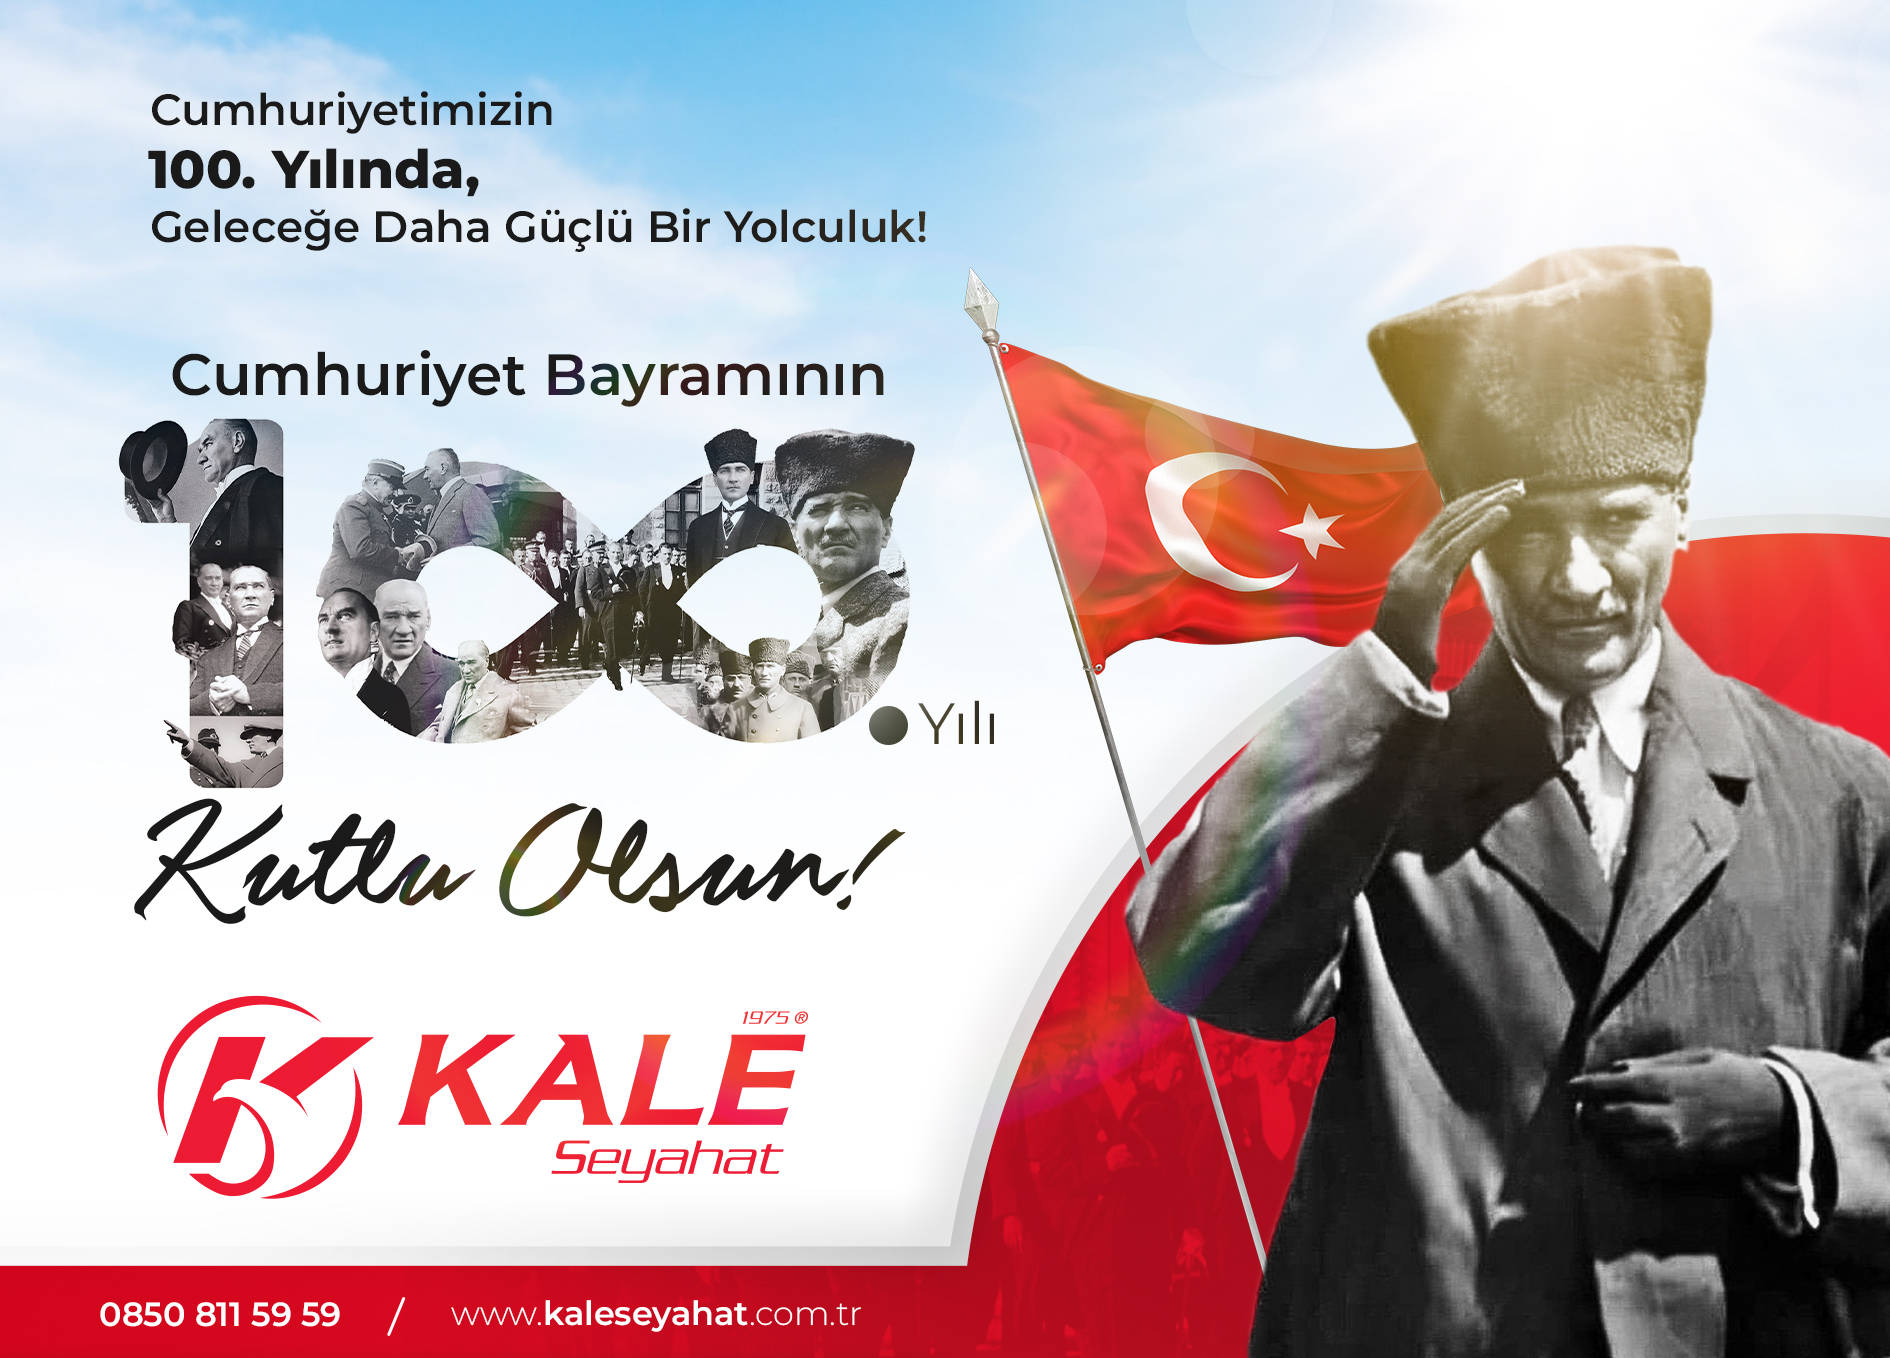 Cumhuriyetimizin
100. Yılında,
Geleceğe Daha Güçlü Bir Yolculuk!
Cumhuriyet Bayramının
100.Yılı
Kutlu Olsun!
1975 ®
KALE
Seyahat
0850 811 59 59 / www.kaleseyahat.com.tr